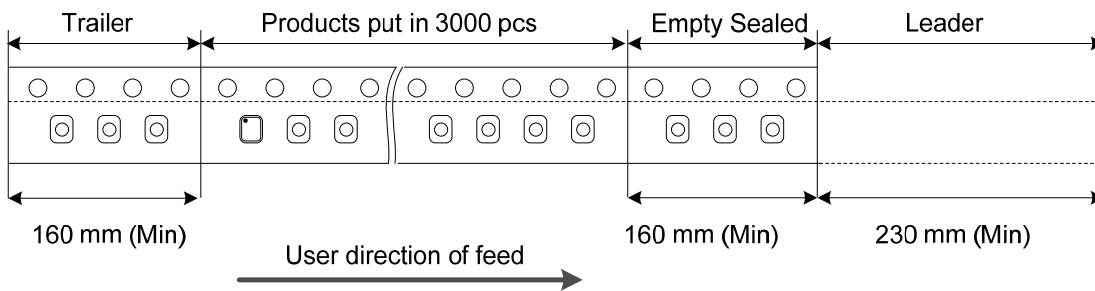 Trailer
Products put in 3000 pcs
Empty Sealed
Leader
160 mm (Min)
160 mm (Min)
230 mm (Min)
User direction of feed